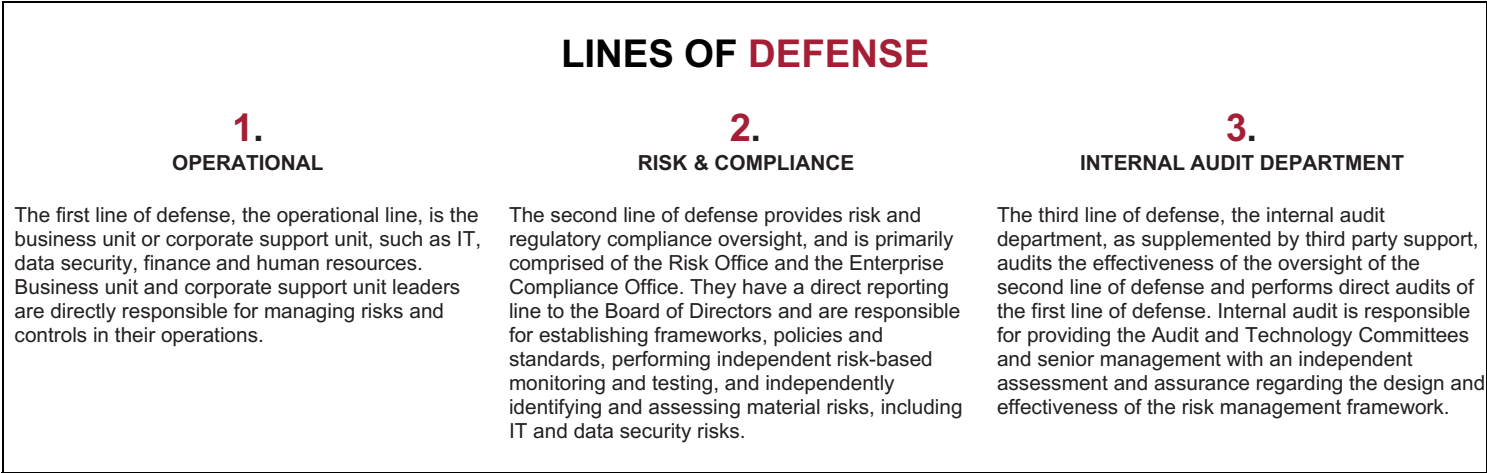 LINES OF DEFENSE
1.
OPERATIONAL
The first line of defense, the operational line, is the
business unit or corporate support unit, such as IT,
data security, finance and human resources.
Business unit and corporate support unit leaders
are directly responsible for managing risks and
controls in their operations.
2.
RISK & COMPLIANCE
The second line of defense provides risk and
regulatory compliance oversight, and is primarily
comprised of the Risk Office and the Enterprise
Compliance Office. They have a direct reporting
line to the Board of Directors and are responsible
for establishing frameworks, policies and
standards, performing independent risk-based
monitoring and testing, and independently
identifying and assessing material risks, including
IT and data security risks.
3.
INTERNAL AUDIT DEPARTMENT
The third line of defense, the internal audit
department, as supplemented by third party support,
audits the effectiveness of the oversight of the
second line of defense and performs direct audits of
the first line of defense. Internal audit is responsible
for providing the Audit and Technology Committees
and senior management with an independent
assessment and assurance regarding the design and
effectiveness of the risk management framework.